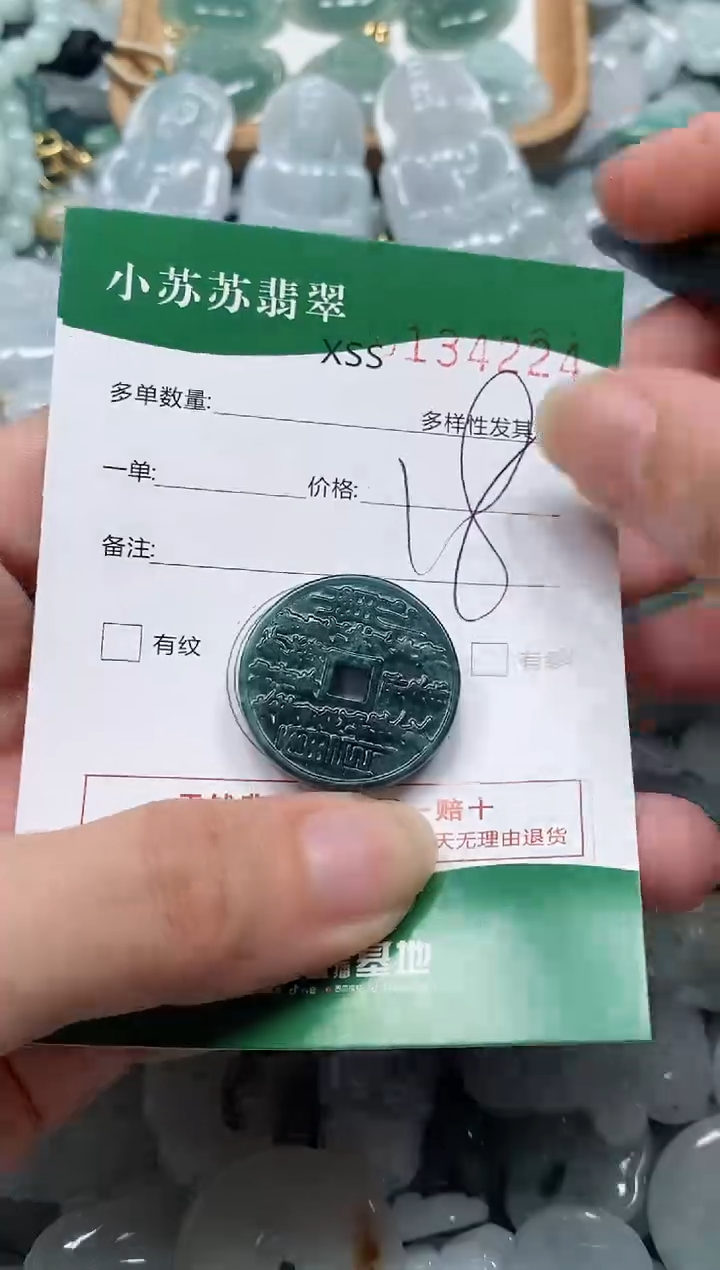 小苏苏翡翠
XSS 134224
多单数量:
多样性发其
一单: 价格: 18
备注:
有纹
一赔十
天无理由退货
基地